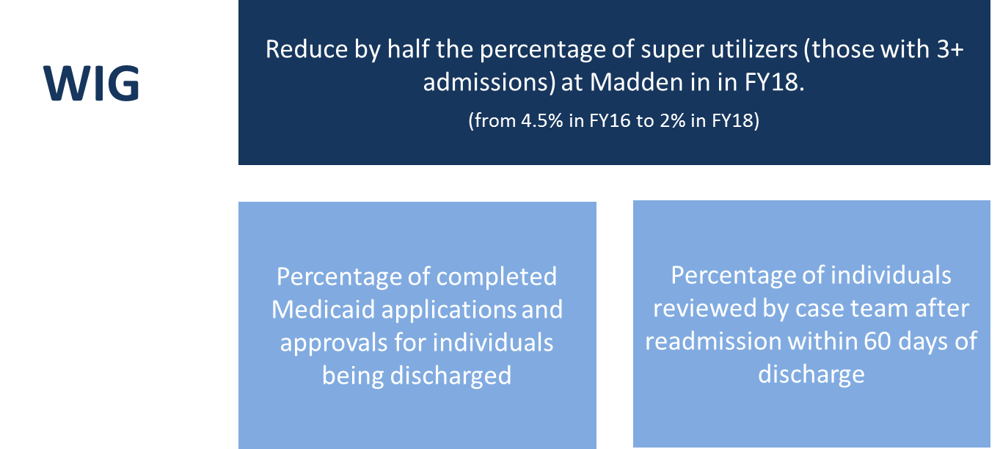 WIG
Reduce by half the percentage of super utilizers (those with 3+
admissions) at Madden in in FY18.
(from 4.5% in FY16 to 2% in FY18)
Percentage of completed
Medicaid applications and
approvals for individuals
being discharged
Percentage of individuals
reviewed by case team after
readmission within 60 days of
discharge